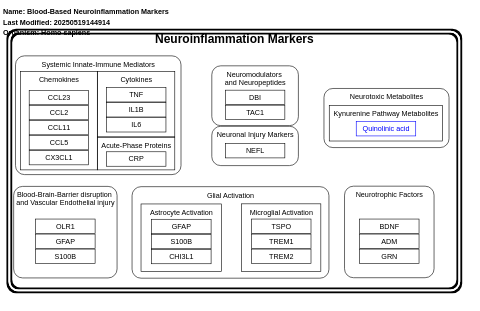 Name: Blood-Based Neuroinflammation Markers
Last Modified: 20250519144914
Organism: Homo sapiens
Neuroinflammation Markers
Systemic Innate-Immune Mediators
Chemokines
CCL23
CCL2
CCL11
CCL5
CX3CL1
Cytokines
TNF
IL1B
IL6
Acute-Phase Proteins
CRP
Neuromodulators
and Neuropeptides
DBI
TAC1
Neuronal Injury Markers
NEFL
Neurotoxic Metabolites
Kynurenine Pathway Metabolites
Quinolinic acid
Blood-Brain-Barrier disruption
and Vascular Endothelial injury
OLR1
GFAP
S100B
Glial Activation
Astrocyte Activation
GFAP
S100B
CHI3L1
Microglial Activation
TSPO
TREM1
TREM2
Neurotrophic Factors
BDNF
ADM
GRN